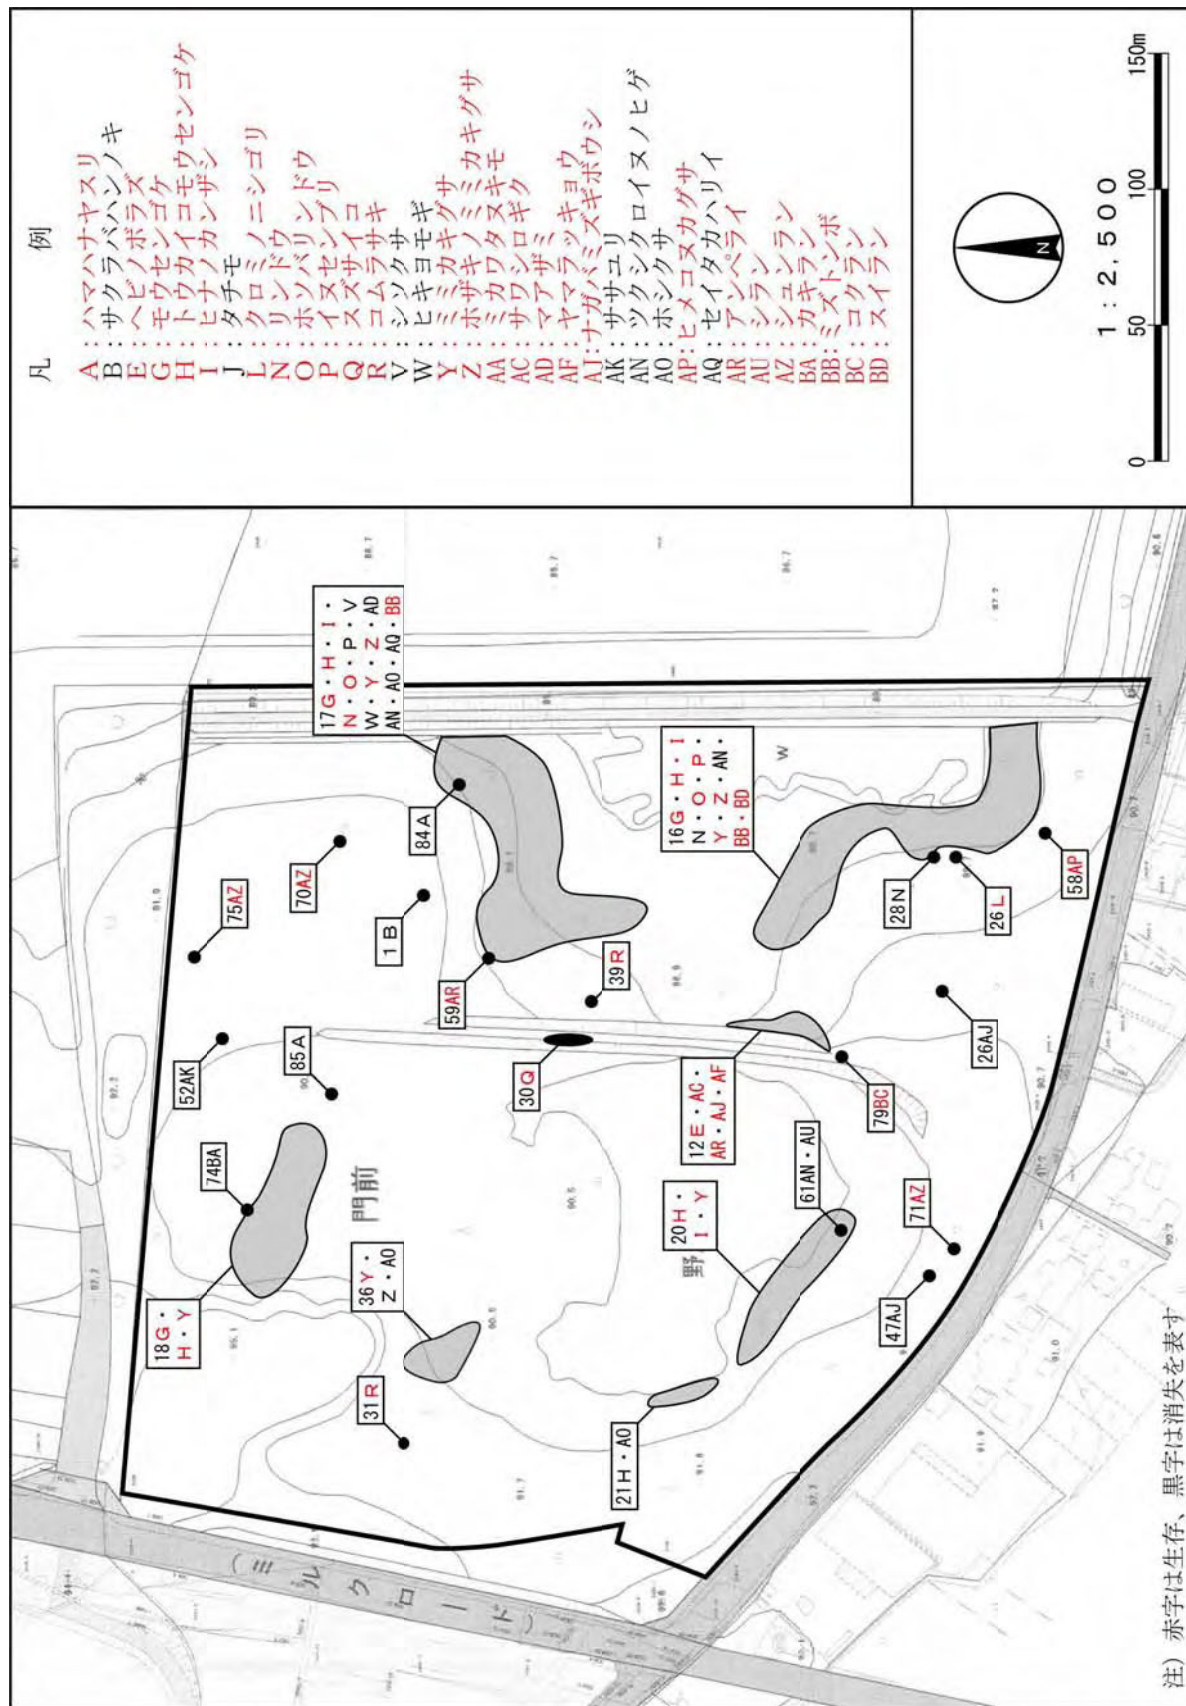 凡　例
A：ハマハナヤスリ
B：サクラバハンノキ
E：ヘビノボラズ
G：モウセンゴケ
H：トウカイコモウセンゴケ
I：ヒナノカンザシ
J：タチモ
L：クロミノニシゴリ
N：リンドウ
O：ホソバリンドウ
P：イヌセンブリ
Q：スズサイコ
R：コムラサキ
V：シソクサ
W：ヒキヨモギ
Y：ミミカキグサ
Z：ホザキノミミカキグサ
AA：ミカワタヌキモ
AC：サワシロギク
AD：マアザミ
AF：ヤマラッキョウ
AJ：ナガバミズギボウシ
AK：ササユリ
AN：ツクシクロイヌノヒゲ
AO：ホシクサ
AP：ヒメコヌカグサ
AQ：セイタカハリイ
AR：アンペライ
AU：シラン
AZ：シュンラン
BA：カキラン
BB：ミズトンボ
BC：コクラン
BD：スイラン
N
1：2,500
0 50 100 150m
17G・H・I・
N・O・P・V
W・Y・Z・AD
AN・AO・AQ・BB
84A
70AZ
75AZ
1B
59AR
39R
52AK
85A
30Q
16G・H・I
N・O・P・
Y・Z・AN・
BB・BD
28N
26L
58AP
26AJ
12E・AC・
AR・AJ・AF
79BC
74BA
18G・
H・Y
門前
36Y・
Z・AO
31R
20H・
I・Y
野
61AN・AU
71AZ
47AJ
21H・AO
(ミルクロード)
注）赤字は生存、黒字は消失を表す